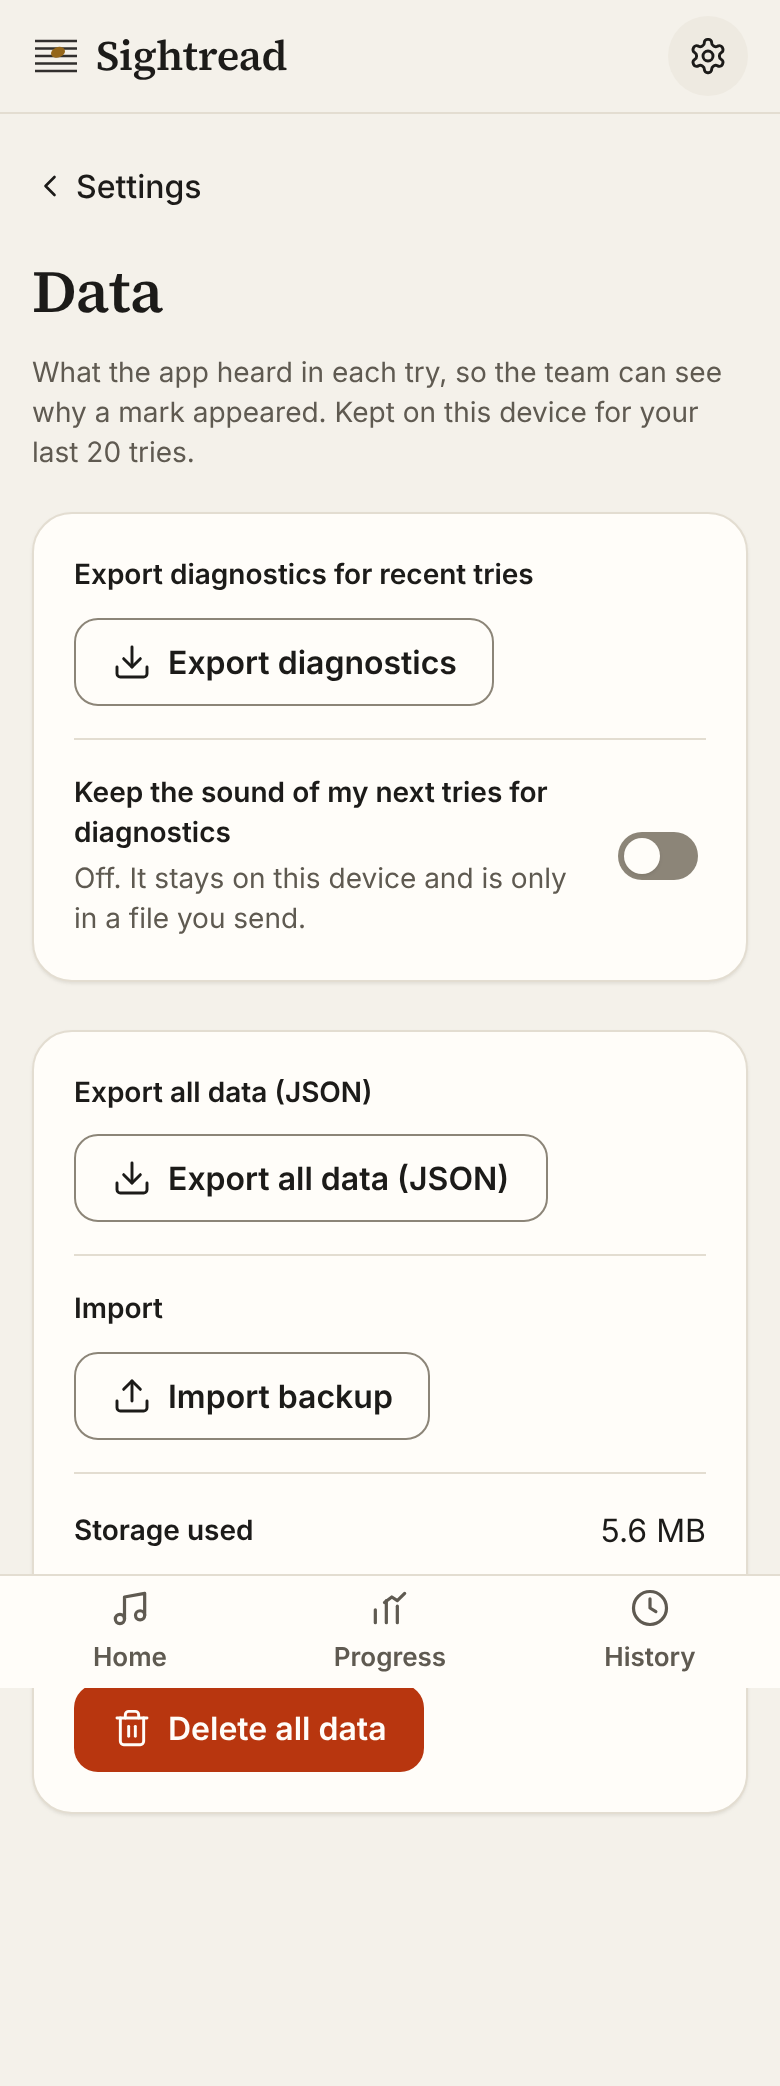 Sightread
Settings
Data
What the app heard in each try, so the team can see
why a mark appeared. Kept on this device for your
last 20 tries.
Export diagnostics for recent tries
Export diagnostics
Keep the sound of my next tries for
diagnostics
Off. It stays on this device and is only
in a file you send.
Export all data (JSON)
Export all data (JSON)
Import
Import backup
Storage used
5.6 MB
Home
Progress
History
Delete all data